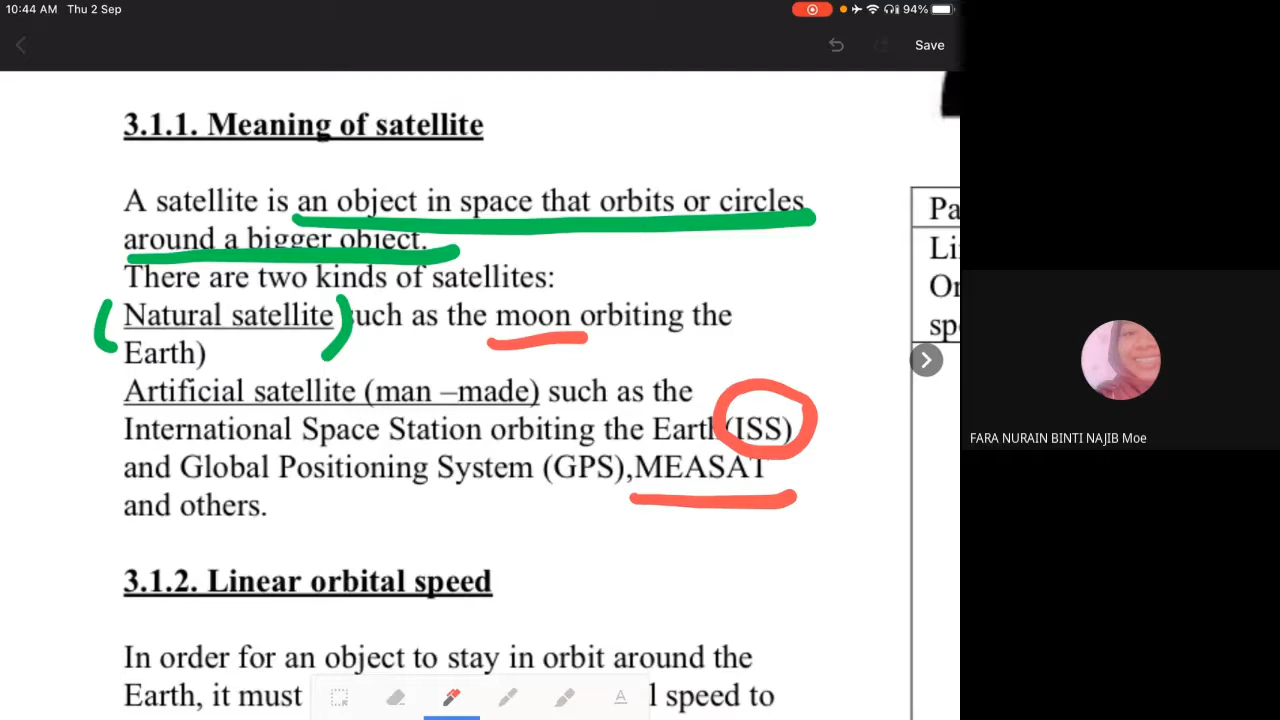 10:44 AM Thu 2 Sep
94%
Save
3.1.1. Meaning of satellite
A satellite is an object in space that orbits or circles
around a bigger object.
There are two kinds of satellites:
Natural satellite such as the moon orbiting the
Earth)
Artificial satellite (man –made) such as the
International Space Station orbiting the Earth (ISS)
and Global Positioning System (GPS),MEASAT
and others.
3.1.2. Linear orbital speed
In order for an object to stay in orbit around the
Earth, it must
speed to
A
FARA NURAIN BINTI NAJIB Moe